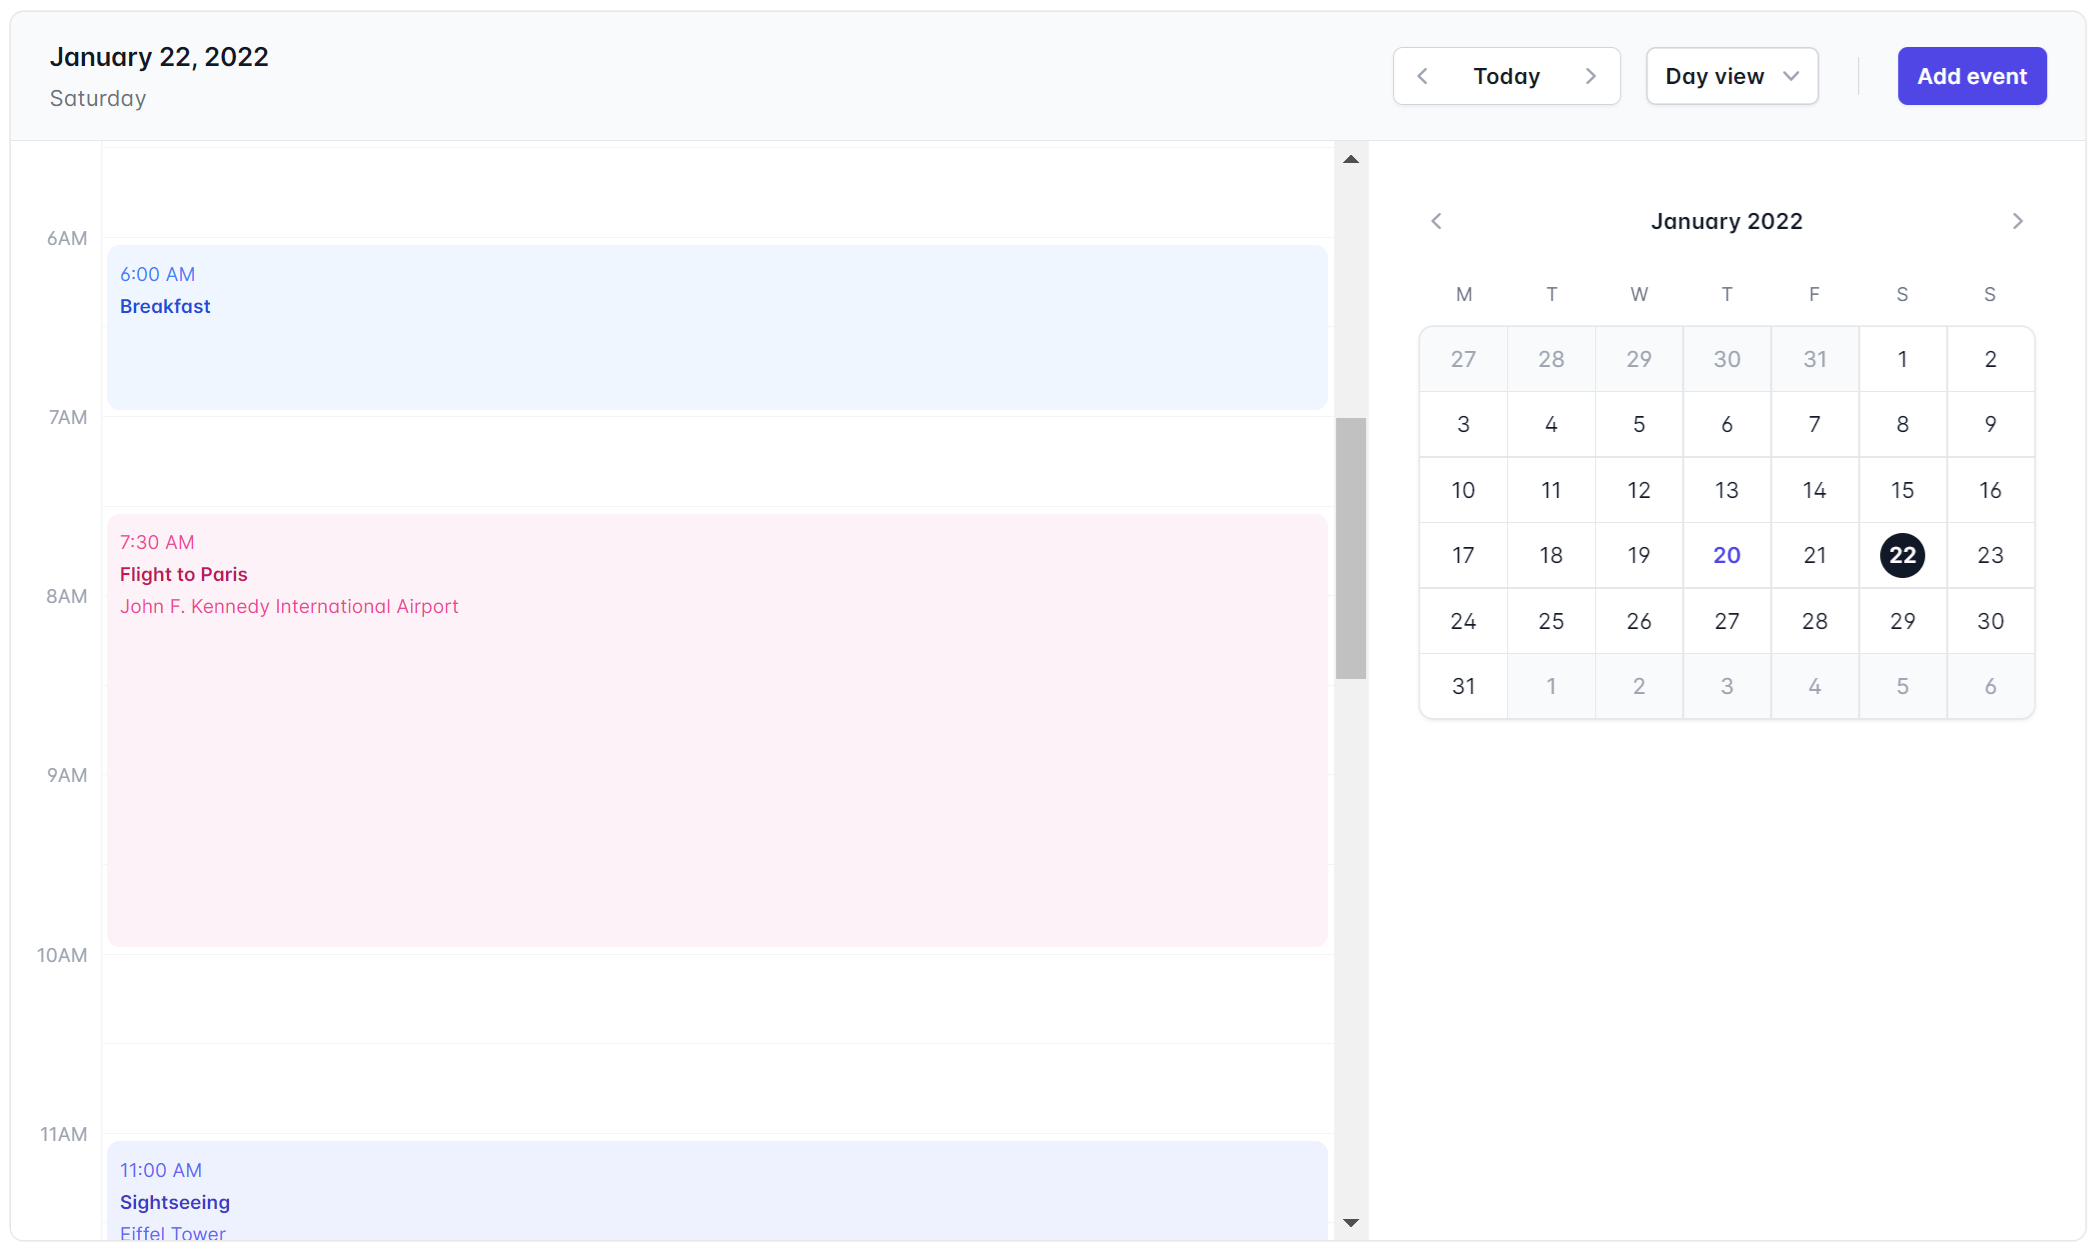 January 22, 2022
Saturday
Today
Day view
Add event
6AM
6:00 AM
Breakfast
7AM
7:30 AM
Flight to Paris
8AM
John F. Kennedy International Airport
9AM
10AM
11AM
11:00 AM
Sightseeing
Eiffel Tower
January 2022
M T W T F S S
27 28 29 30 31 1 2
3 4 5 6 7 8 9
10 11 12 13 14 15 16
17 18 19 20 21 22 23
24 25 26 27 28 29 30
31 1 2 3 4 5 6